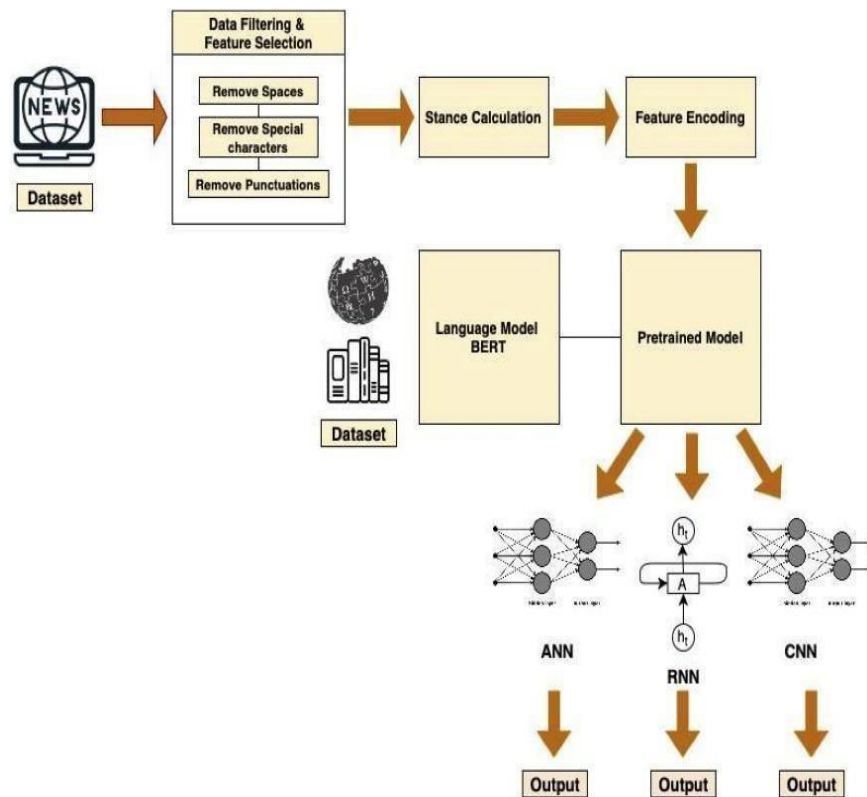 Data Filtering &
Feature Selection
NEWS
Remove Spaces
Remove Special
characters
Remove Punctuations
Dataset
Stance Calculation
Feature Encoding
Language Model
BERT
Pretrained Model
Dataset
hₜ
A
hₜ
ANN
RNN
CNN
Output
Output
Output